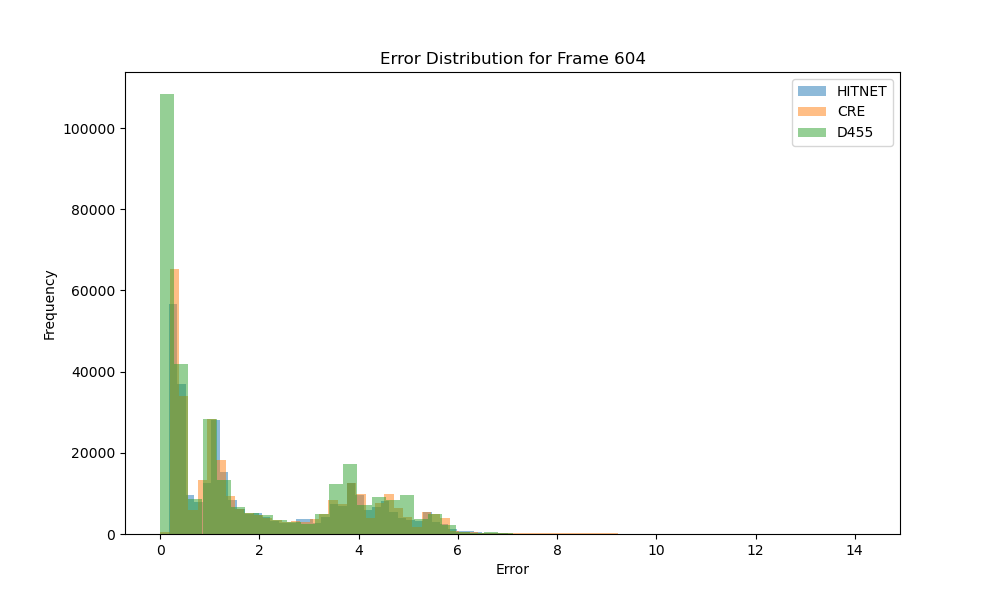 Error Distribution for Frame 604
HITNET
CRE
D455
100000
80000
60000
40000
20000
0
Frequency
0 2 4 6 8 10 12 14
Error